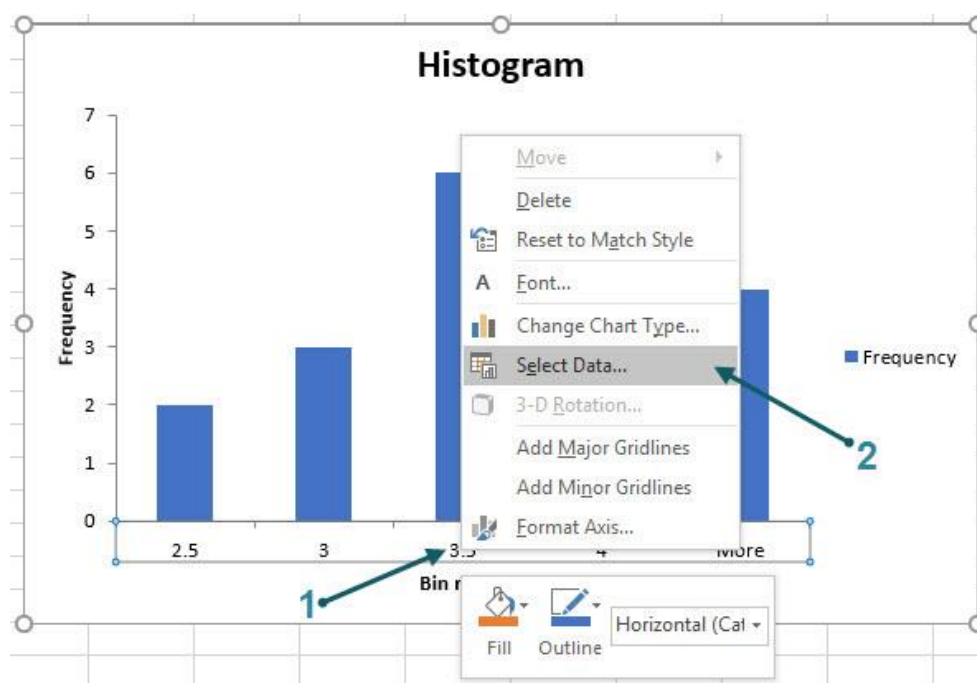 Histogram
7
6
5
4
3
2
1
0
Frequency
2.5
3
4
More
Bin
Frequency
Move
Delete
Reset to Match Style
A Font...
Change Chart Type...
Select Data...
3-D Rotation...
Add Major Gridlines
Add Minor Gridlines
Format Axis...
1
2
Fill
Outline
Horizontal (Cat